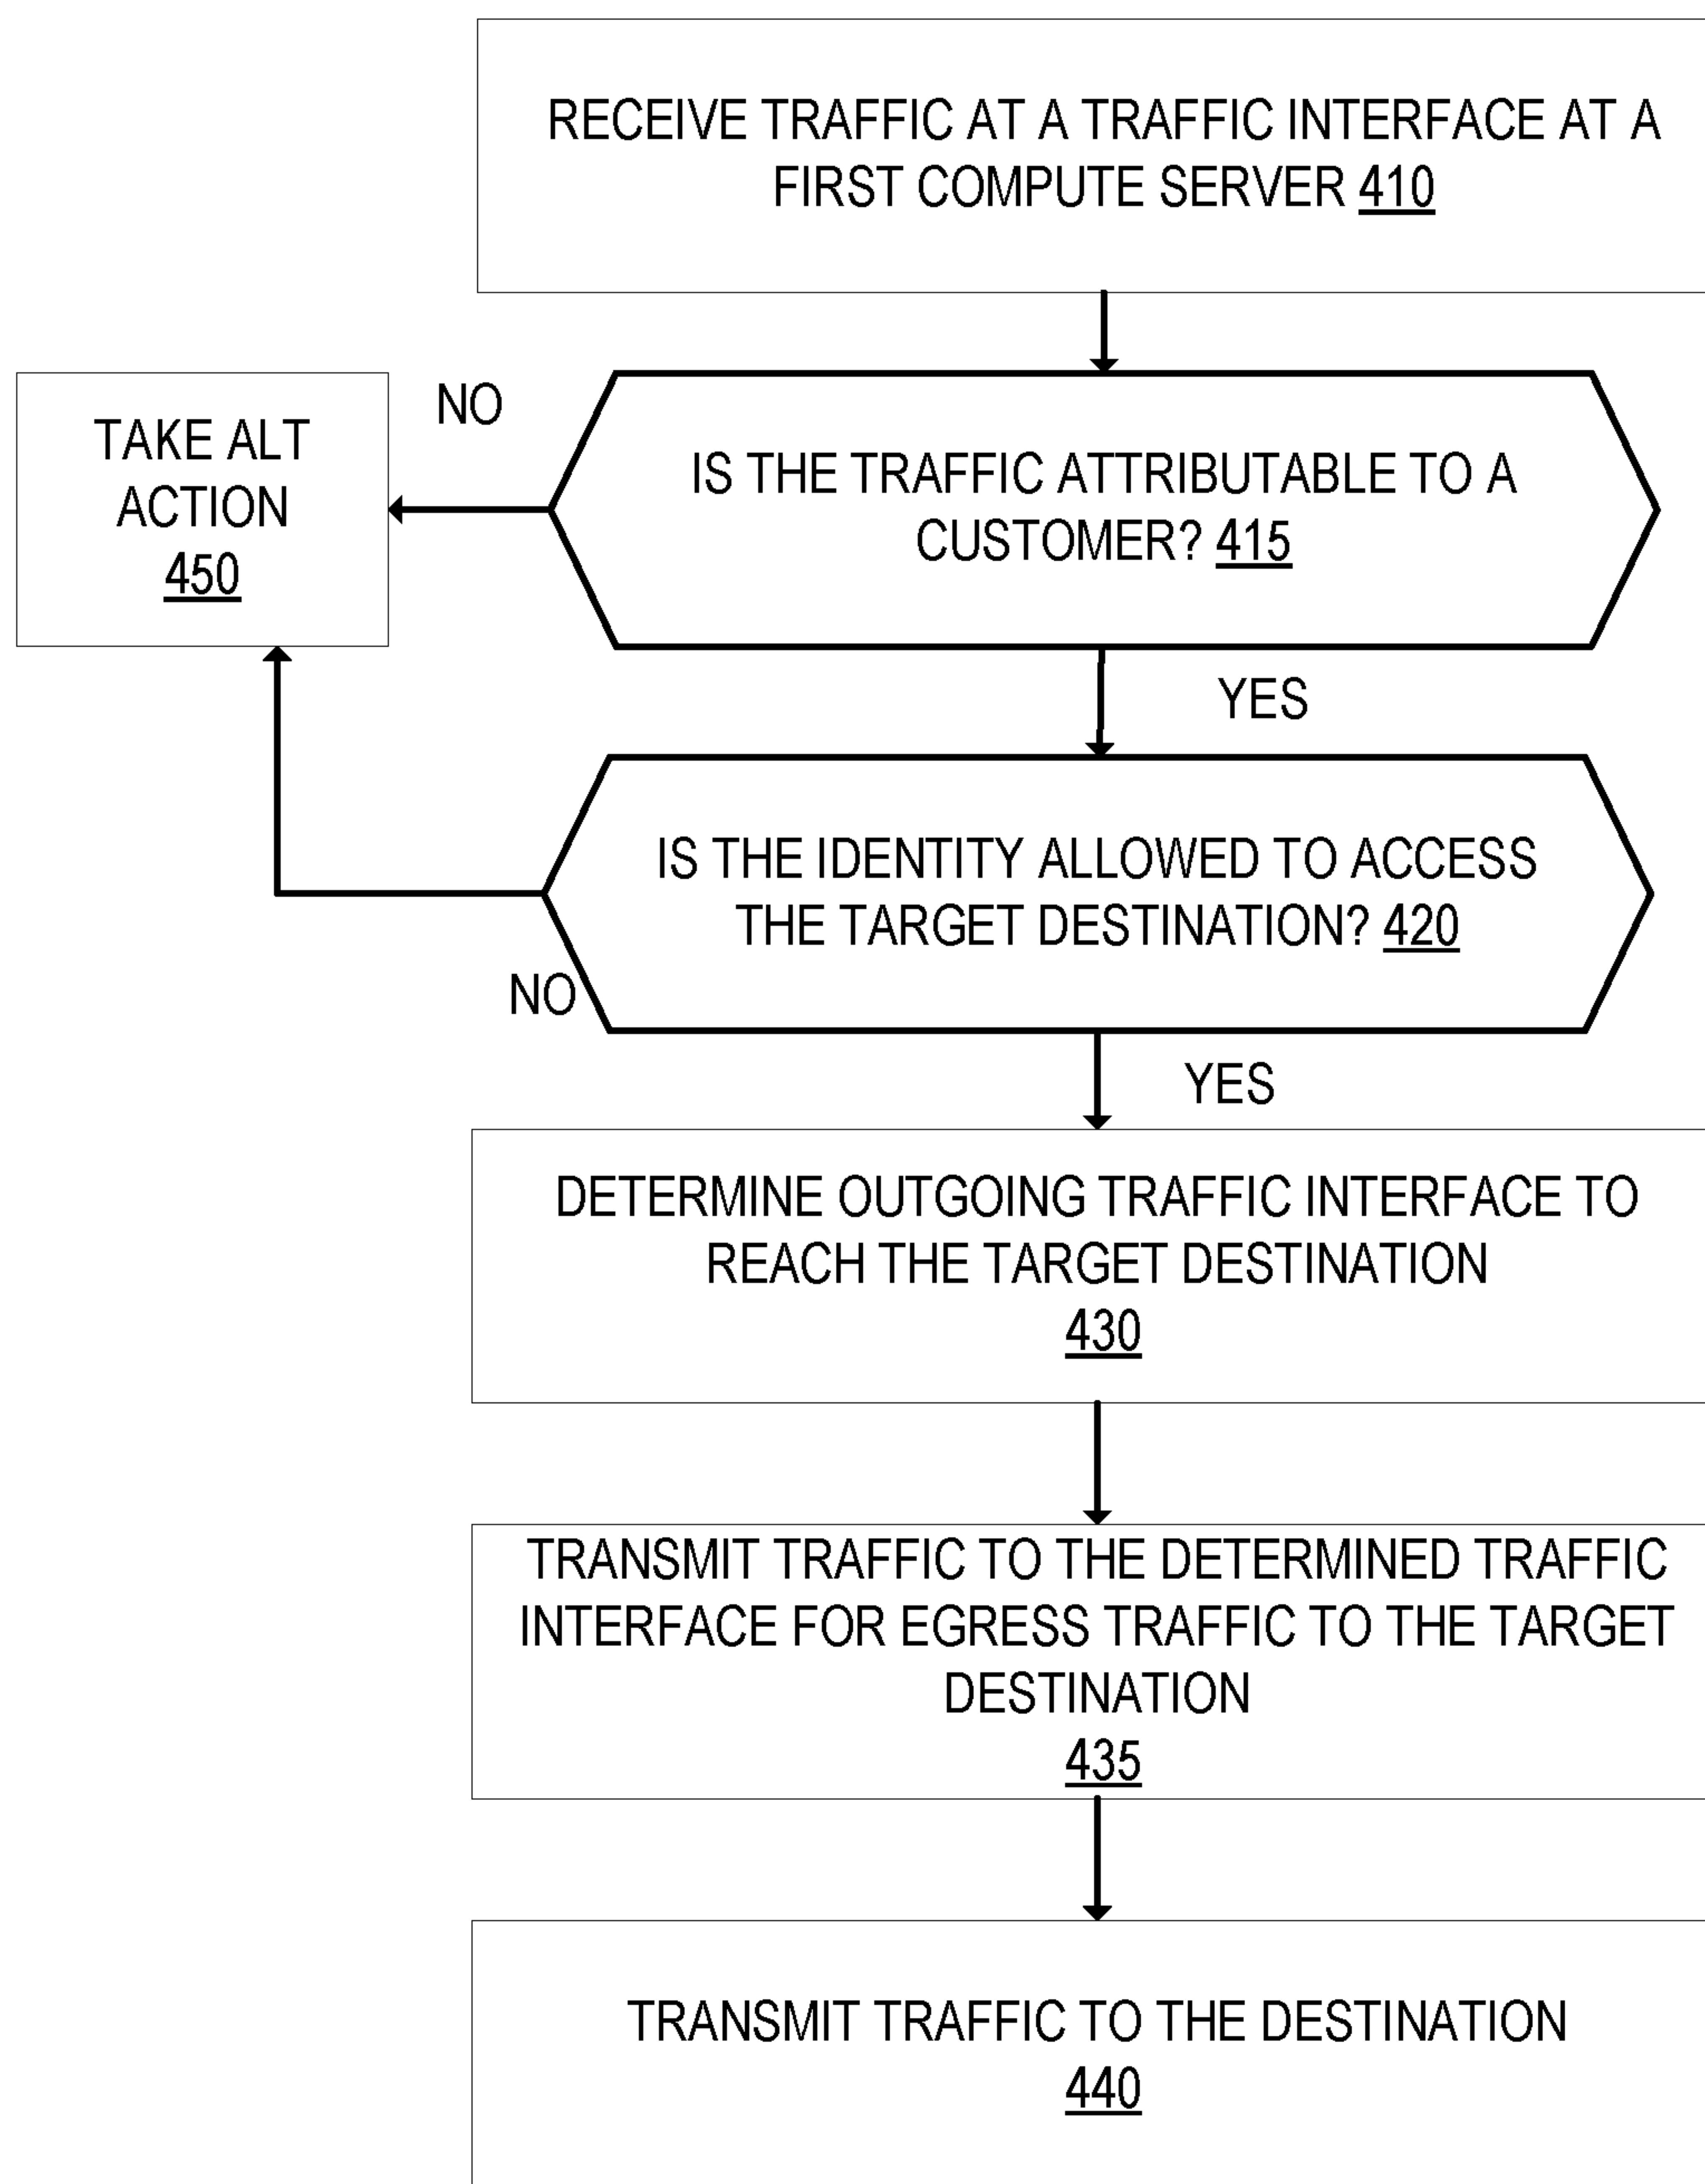 RECEIVE TRAFFIC AT A TRAFFIC INTERFACE AT A
FIRST COMPUTE SERVER 410
TAKE ALT
ACTION
450
NO
IS THE TRAFFIC ATTRIBUTABLE TO A
CUSTOMER? 415
YES
IS THE IDENTITY ALLOWED TO ACCESS
THE TARGET DESTINATION? 420
NO
YES
DETERMINE OUTGOING TRAFFIC INTERFACE TO
REACH THE TARGET DESTINATION
430
TRANSMIT TRAFFIC TO THE DETERMINED TRAFFIC
INTERFACE FOR EGRESS TRAFFIC TO THE TARGET
DESTINATION
435
TRANSMIT TRAFFIC TO THE DESTINATION
440